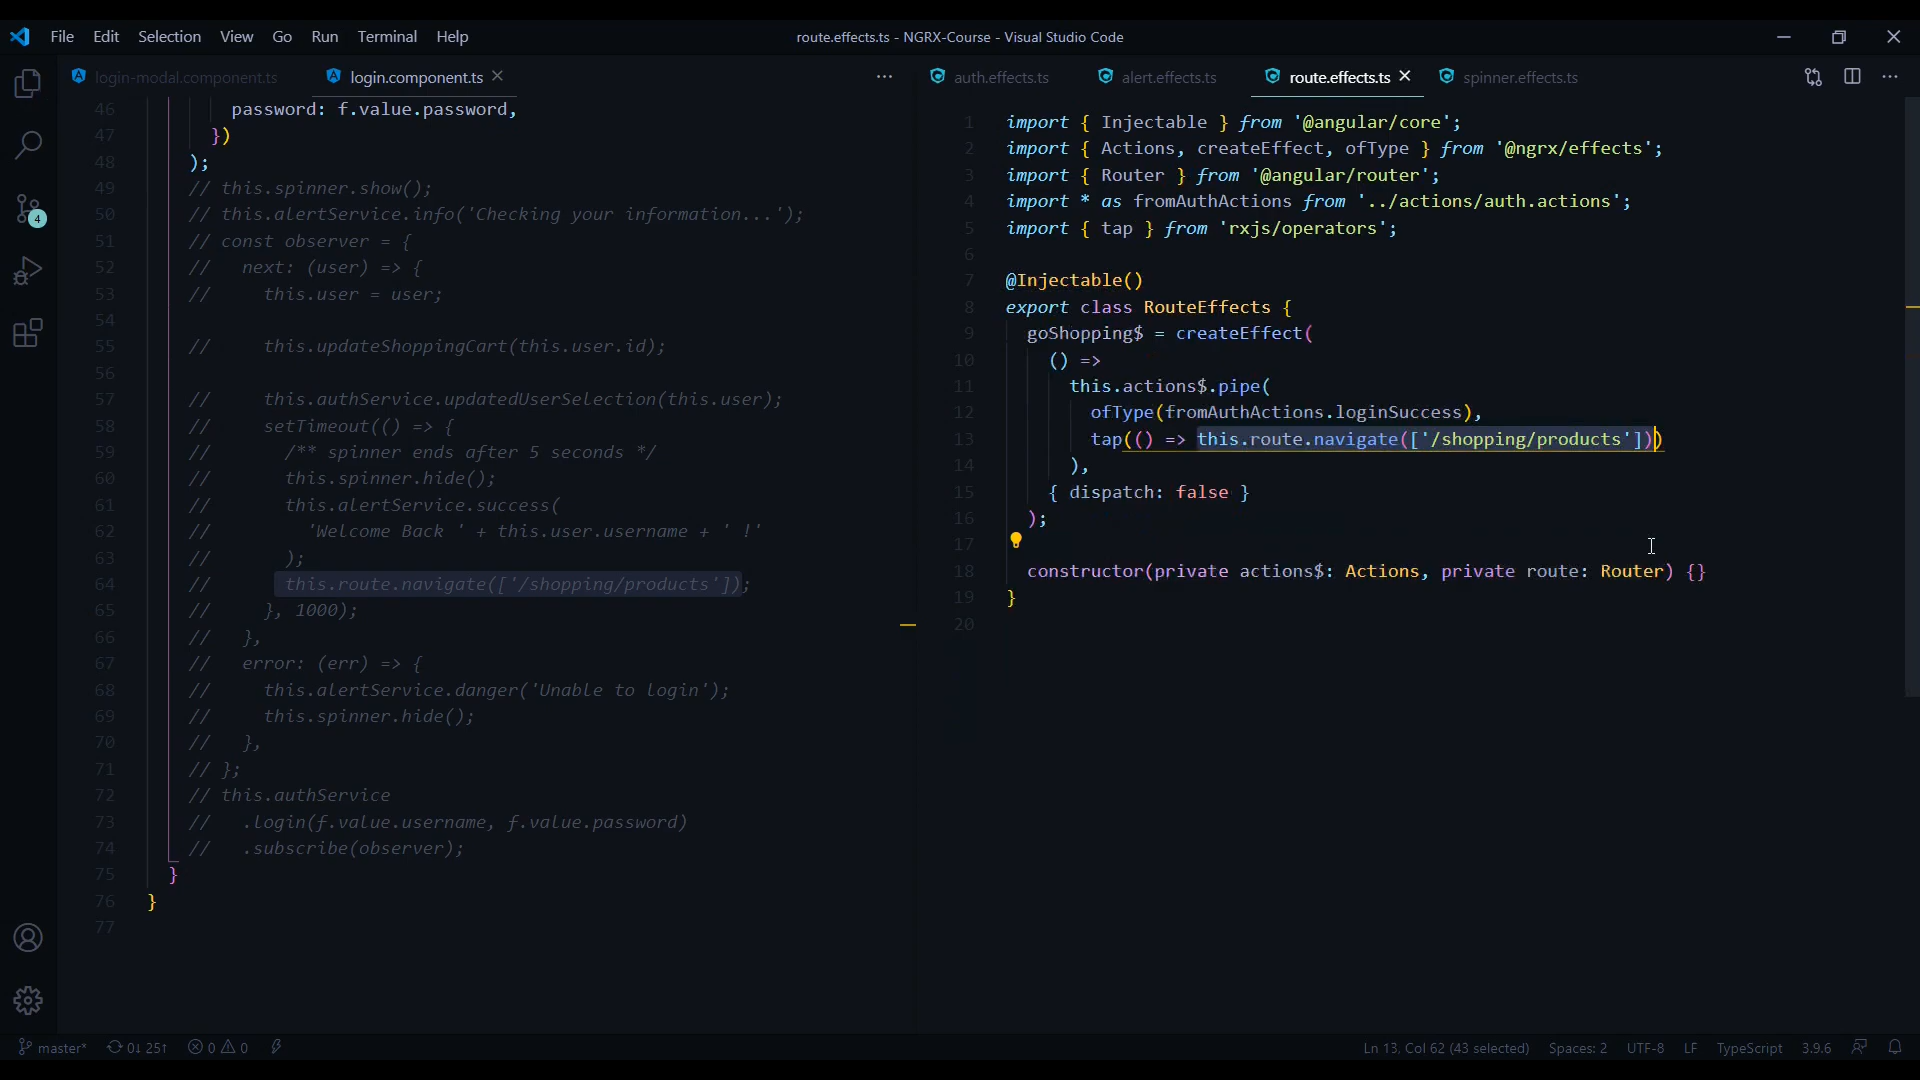 File Edit Selection View Go Run Terminal Help
route.effects.ts - NGRX-Course - Visual Studio Code
login-modal.component.ts
login.component.ts
46 password: f.value.password,
47 })
48 );
49 // this.spinner.show();
50 // this.alertService.info('Checking your information...');
51 // const observer = {
52 //   next: (user) => {
53 //     this.user = user;
54
55 //     this.updateShoppingCart(this.user.id);
56
57 //     this.authService.updatedUserSelection(this.user);
58 //     setTimeout(() => {
59 //       /** spinner ends after 5 seconds */
60 //       this.spinner.hide();
61 //       this.alertService.success(
62 //         'Welcome Back ' + this.user.username + ' !'
63 //       );
64 //       this.route.navigate(['/shopping/products']);
65 //     }, 1000);
66 //   },
67 //   error: (err) => {
68 //     this.alertService.danger('Unable to login');
69 //     this.spinner.hide();
70 //   },
71 // };
72 // this.authService
73 //   .login(f.value.username, f.value.password)
74 //   .subscribe(observer);
75 }
76 }
77
auth.effects.ts
alert.effects.ts
route.effects.ts
spinner.effects.ts
1 import { Injectable } from '@angular/core';
2 import { Actions, createEffect, ofType } from '@ngrx/effects';
3 import { Router } from '@angular/router';
4 import * as fromAuthActions from '../actions/auth.actions';
5 import { tap } from 'rxjs/operators';
6
7 @Injectable()
8 export class RouteEffects {
9 goShopping$ = createEffect(
10 () =>
11 this.actions$.pipe(
12 ofType(fromAuthActions.loginSuccess),
13 tap(() => this.route.navigate(['/shopping/products']))
14 ),
15 { dispatch: false }
16 );
17
18 constructor(private actions$: Actions, private route: Router) {}
19 }
20
4
master* 0↓ 25↑ 0 0
Ln 13, Col 62 (43 selected) Spaces: 2 UTF-8 LF TypeScript 3.9.6